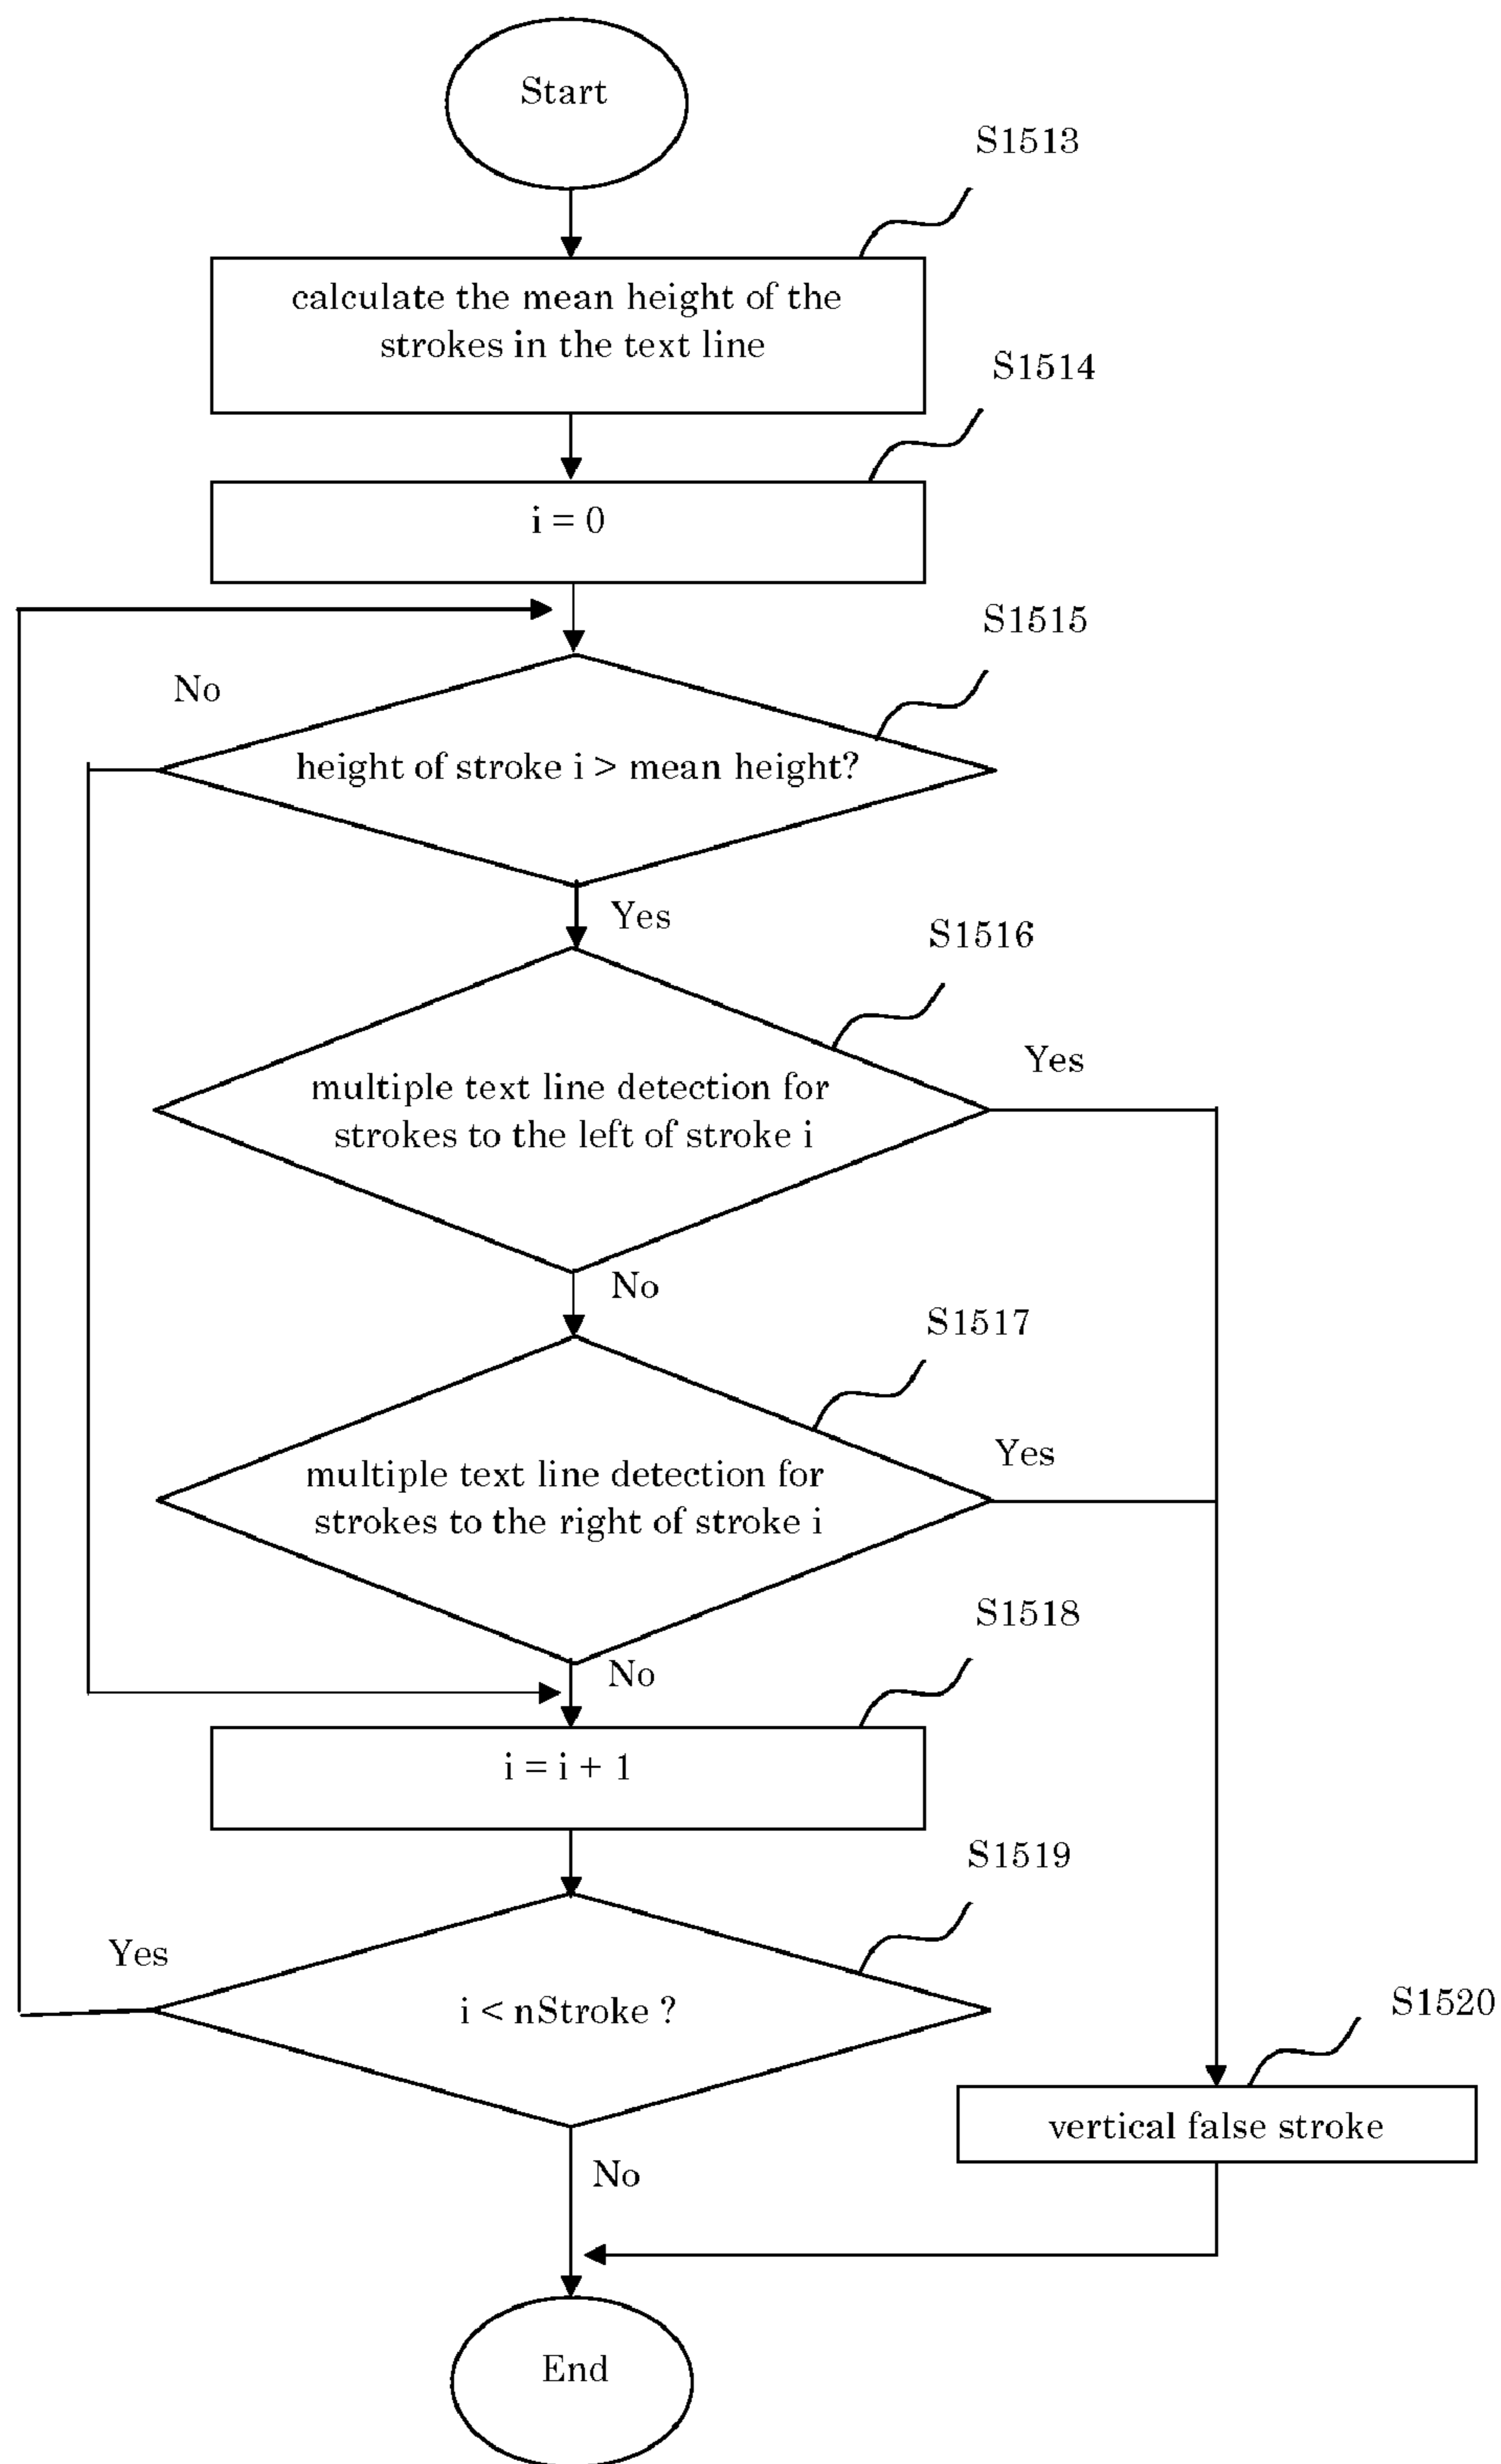 Start
S1513
calculate the mean height of the
strokes in the text line
S1514
i = 0
S1515
No
height of stroke i > mean height?
Yes
S1516
Yes
multiple text line detection for
strokes to the left of stroke i
No
S1517
Yes
multiple text line detection for
strokes to the right of stroke i
S1518
No
i = i + 1
S1519
Yes
i < nStroke ?
S1520
vertical false stroke
No
End